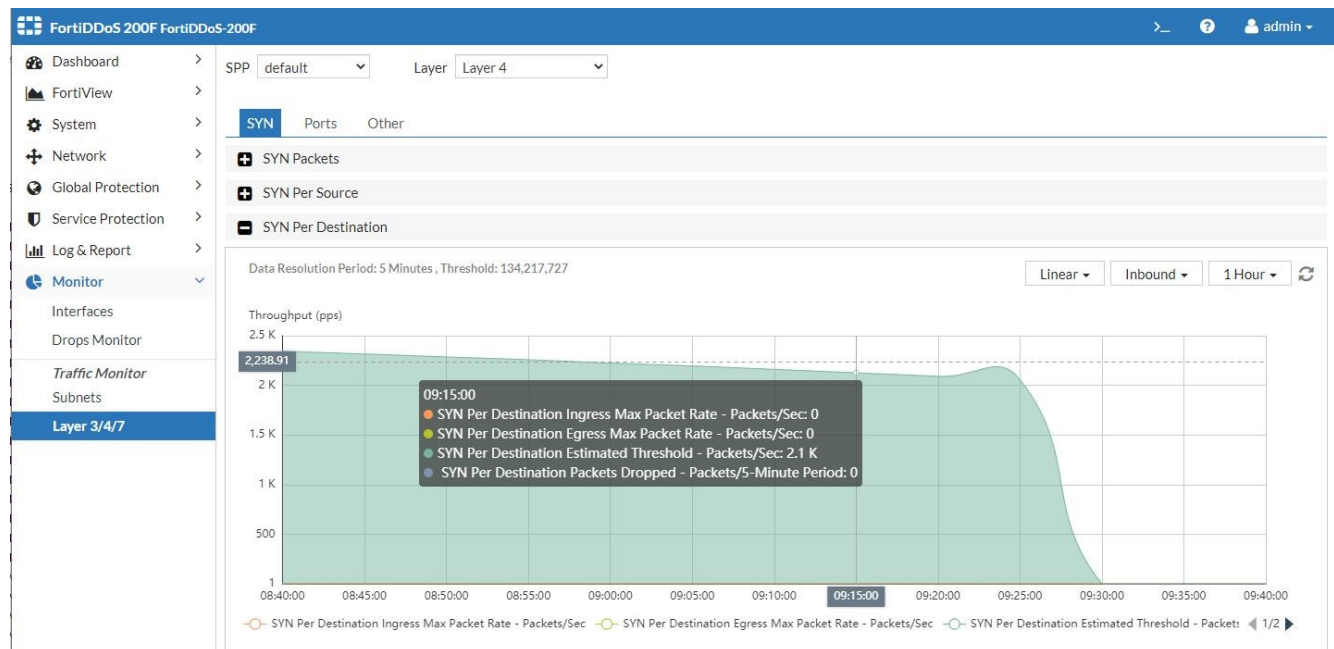 FortiDDoS 200F FortiDDoS-200F
>_ ? admin
Dashboard
FortiView
System
Network
Global Protection
Service Protection
Log & Report
Monitor
Interfaces
Drops Monitor
Traffic Monitor
Subnets
Layer 3/4/7
SPP default Layer Layer 4
SYN Ports Other
SYN Packets
SYN Per Source
SYN Per Destination
Data Resolution Period: 5 Minutes , Threshold: 134,217,727
Linear Inbound 1 Hour
Throughput (pps)
2.5 K
2,238.91
2 K
1.5 K
1 K
500
1
09:15:00
SYN Per Destination Ingress Max Packet Rate - Packets/Sec: 0
SYN Per Destination Egress Max Packet Rate - Packets/Sec: 0
SYN Per Destination Estimated Threshold - Packets/Sec: 2.1 K
SYN Per Destination Packets Dropped - Packets/5-Minute Period: 0
08:40:00 08:45:00 08:50:00 08:55:00 09:00:00 09:05:00 09:10:00 09:15:00 09:20:00 09:25:00 09:30:00 09:35:00 09:40:00
SYN Per Destination Ingress Max Packet Rate - Packets/Sec SYN Per Destination Egress Max Packet Rate - Packets/Sec SYN Per Destination Estimated Threshold - Packets 1/2